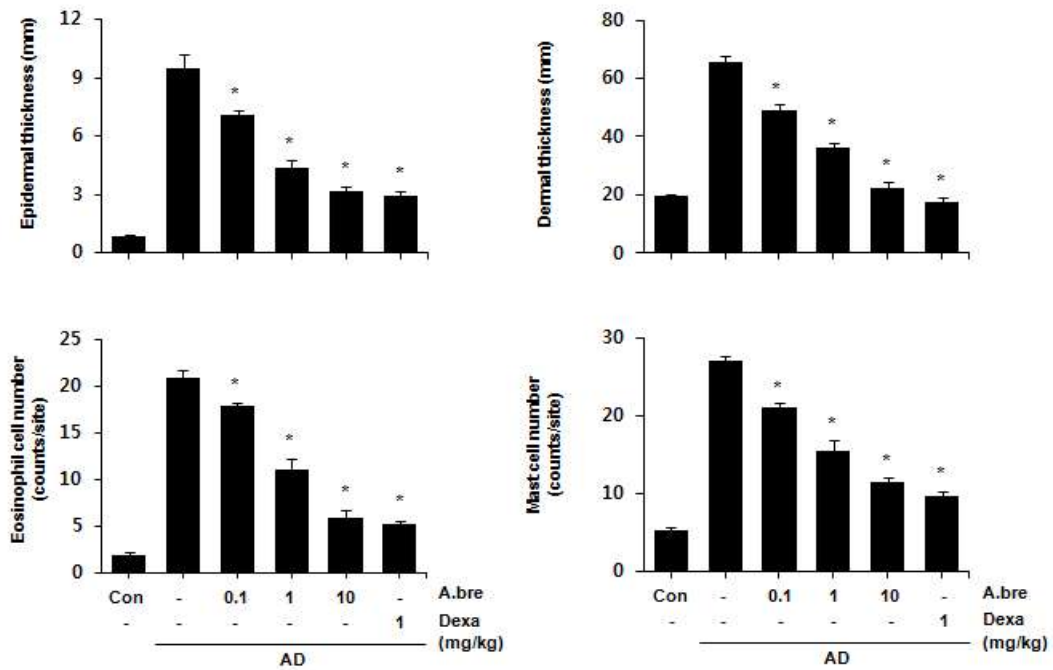 Epidermal thickness (mm)
12
9
6
3
0
* * * *
Dermal thickness (mm)
80
60
40
20
0
* * * *
Eosinophil cell number
(counts/site)
25
20
15
10
5
0
* * * *
Con - 0.1 1 10 - A.bre
- - - - - 1 Dexa
(mg/kg)
AD
Mast cell number
(counts/site)
30
20
10
0
* * * *
Con - 0.1 1 10 - A.bre
- - - - - 1 Dexa
(mg/kg)
AD